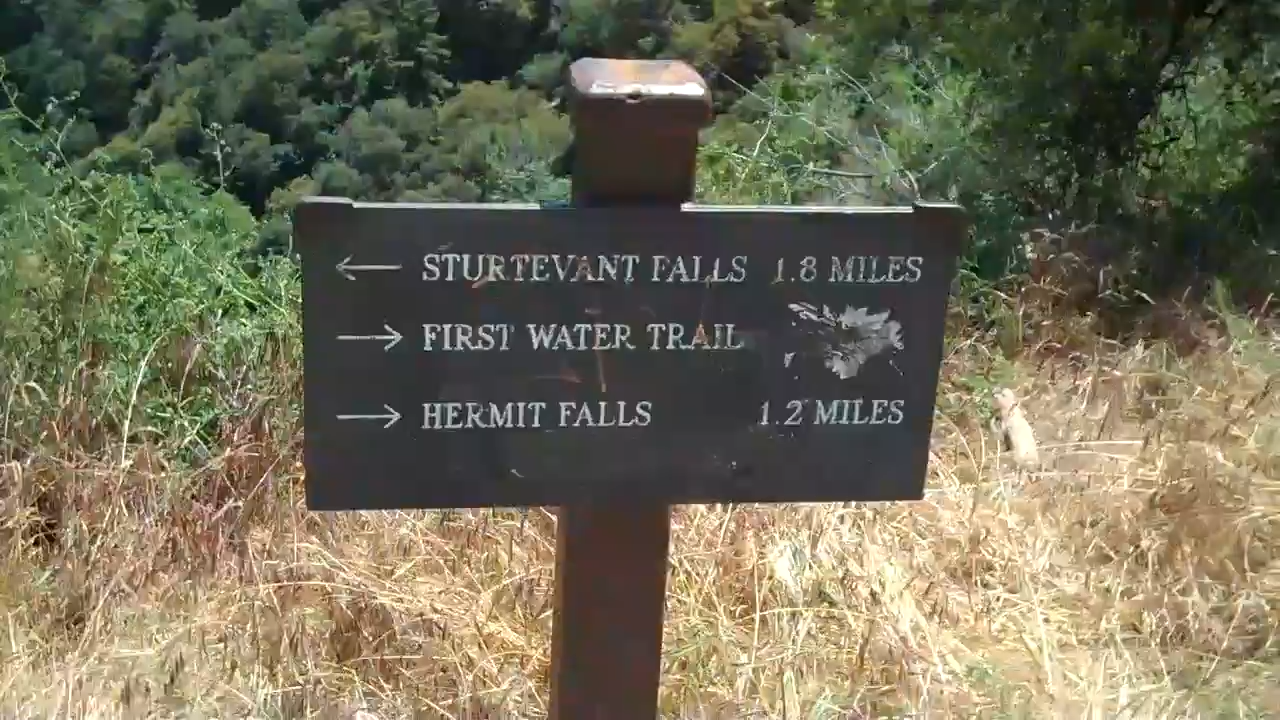 ← STURTEVANT FALLS 1.8 MILES
→ FIRST WATER TRAIL
→ HERMIT FALLS 1.2 MILES